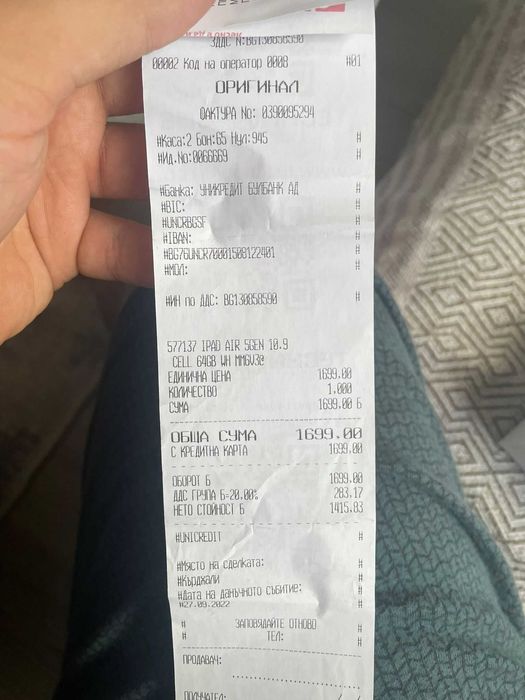 ЗДДС N:BG130858590
00002 Код на оператор 0008 #01
ОРИГИНАЛ
ФАКТУРА No: 0390095294
#Каса:2 Бон:65 Нул:945 #
#Ид.No:0066669 #
#Банка: УНИКРЕДИТ БУЛБАНК АД #
#BIC: #
#UNCRBGSF #
#IBAN: #
#BG76UNCR70001508122401 #
#МОЛ: #
#ИН по ДДС: BG130858590 #
577137 IPAD AIR 5GEN 10.9
CELL 64GB WH MM6V3@
ЕДИНИЧНА ЦЕНА 1699.00
КОЛИЧЕСТВО 1.000
СУМА 1699.00 Б
ОБЩА СУМА 1699.00
С КРЕДИТНА КАРТА 1699.00
ОБОРОТ Б 1699.00
ДДС ГРУПА Б=20.00% 283.17
НЕТО СТОЙНОСТ Б 1415.83
#UNICREDIT #
#Място на сделката: #
#Кърджали #
#Дата на данъчното събитие: #
#27.09.2022 #
# ЗАПОВЯДАЙТЕ ОТНОВО #
# ТЕЛ: #
ПРОДАВАЧ:
ПОЛУЧАТЕЛ: